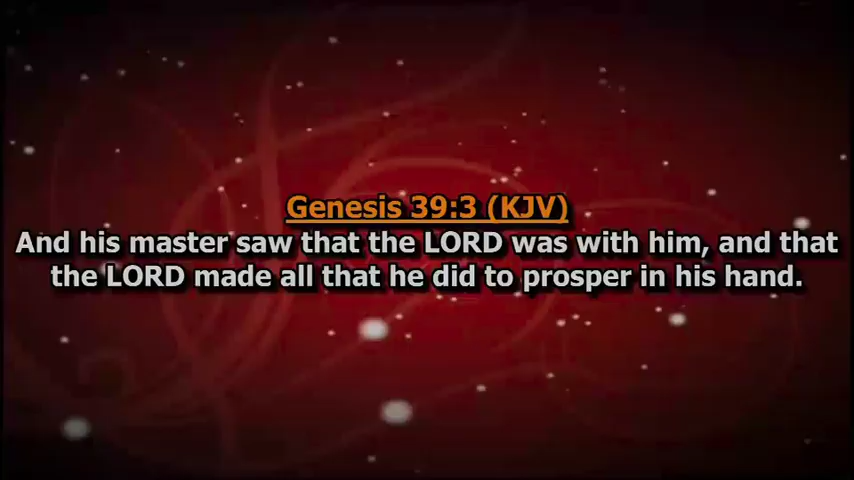 Genesis 39:3 (KJV)
And his master saw that the LORD was with him, and that
the LORD made all that he did to prosper in his hand.